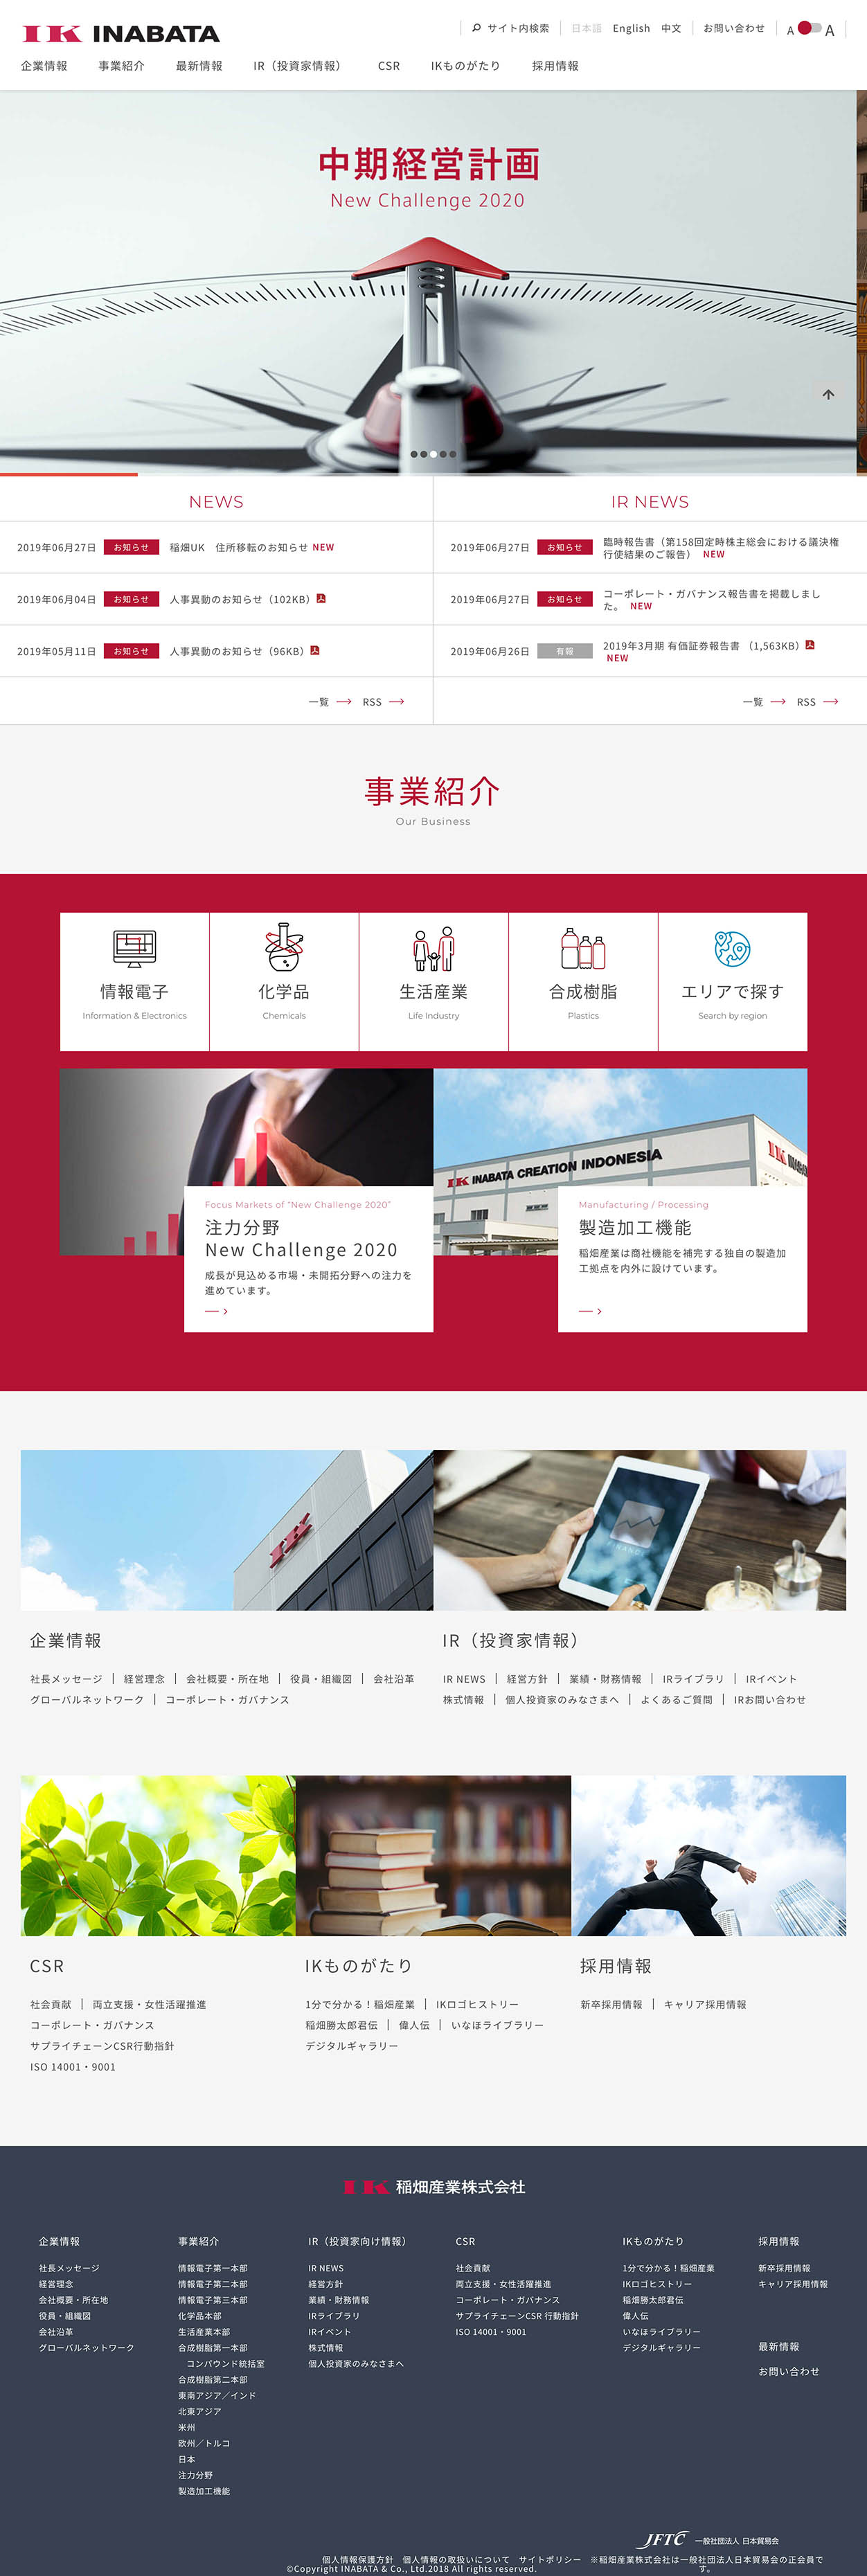 IK INABATA
サイト内検索 日本語 English 中文 お問い合わせ A A
企業情報 事業紹介 最新情報 IR（投資家情報） CSR IKものがたり 採用情報
中期経営計画
New Challenge 2020
NEWS
2019年06月27日 お知らせ 稲畑UK　住所移転のお知らせ NEW
2019年06月04日 お知らせ 人事異動のお知らせ（102KB）
2019年05月11日 お知らせ 人事異動のお知らせ（96KB）
一覧 RSS
IR NEWS
2019年06月27日 お知らせ 臨時報告書（第158回定時株主総会における議決権
行使結果のご報告） NEW
2019年06月27日 お知らせ コーポレート・ガバナンス報告書を掲載しまし
た。 NEW
2019年06月26日 有報 2019年3月期 有価証券報告書 （1,563KB）
NEW
一覧 RSS
事業紹介
Our Business
情報電子
Information & Electronics
化学品
Chemicals
生活産業
Life Industry
合成樹脂
Plastics
エリアで探す
Search by region
Focus Markets of “New Challenge 2020”
注力分野
New Challenge 2020
成長が見込める市場・未開拓分野への注力を
進めています。
IK INABATA CREATION INDONESIA
IK INABATA
Manufacturing / Processing
製造加工機能
稲畑産業は商社機能を補完する独自の製造加
工拠点を内外に設けています。
IK
企業情報
社長メッセージ 経営理念 会社概要・所在地 役員・組織図 会社沿革
グローバルネットワーク コーポレート・ガバナンス
FINANCE
IR（投資家情報）
IR NEWS 経営方針 業績・財務情報 IRライブラリ IRイベント
株式情報 個人投資家のみなさまへ よくあるご質問 IRお問い合わせ
CSR
社会貢献 両立支援・女性活躍推進
コーポレート・ガバナンス
サプライチェーンCSR行動指針
ISO 14001・9001
IKものがたり
1分で分かる！稲畑産業 IKロゴヒストリー
稲畑勝太郎君伝 偉人伝 いなほライブラリー
デジタルギャラリー
採用情報
新卒採用情報 キャリア採用情報
IK 稲畑産業株式会社
企業情報
社長メッセージ
経営理念
会社概要・所在地
役員・組織図
会社沿革
グローバルネットワーク
事業紹介
情報電子第一本部
情報電子第二本部
情報電子第三本部
化学品本部
生活産業本部
合成樹脂第一本部
コンパウンド統括室
合成樹脂第二本部
東南アジア／インド
北東アジア
米州
欧州／トルコ
日本
注力分野
製造加工機能
IR（投資家向け情報）
IR NEWS
経営方針
業績・財務情報
IRライブラリ
IRイベント
株式情報
個人投資家のみなさまへ
CSR
社会貢献
両立支援・女性活躍推進
コーポレート・ガバナンス
サプライチェーンCSR 行動指針
ISO 14001・9001
IKものがたり
1分で分かる！稲畑産業
IKロゴヒストリー
稲畑勝太郎君伝
偉人伝
いなほライブラリー
デジタルギャラリー
採用情報
新卒採用情報
キャリア採用情報
最新情報
お問い合わせ
JFTC 一般社団法人 日本貿易会
個人情報保護方針 個人情報の取扱いについて サイトポリシー ※稲畑産業株式会社は一般社団法人日本貿易会の正会員で
す。
©Copyright INABATA & Co., Ltd.2018 All rights reserved.